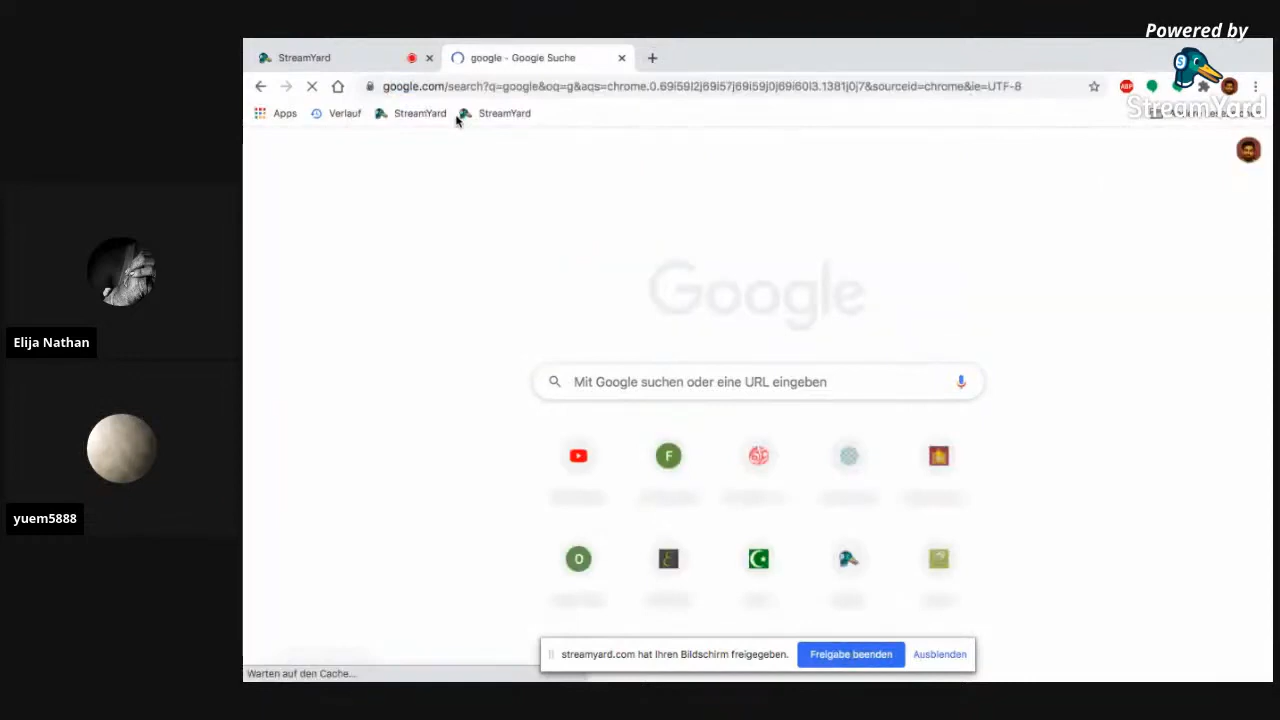 Powered by
StreamYard
StreamYard
google - Google Suche
google.com/search?q=google&oq=g&aqs=chrome.0.69i59l2j69i57j69i59j0j69i60l3.1381j0j7&sourceid=chrome&ie=UTF-8
ABP
Apps
Verlauf
StreamYard
StreamYard
Google
Mit Google suchen oder eine URL eingeben
F
O
Elija Nathan
yuem5888
streamyard.com hat Ihren Bildschirm freigegeben.
Freigabe beenden
Ausblenden
Warten auf den Cache...